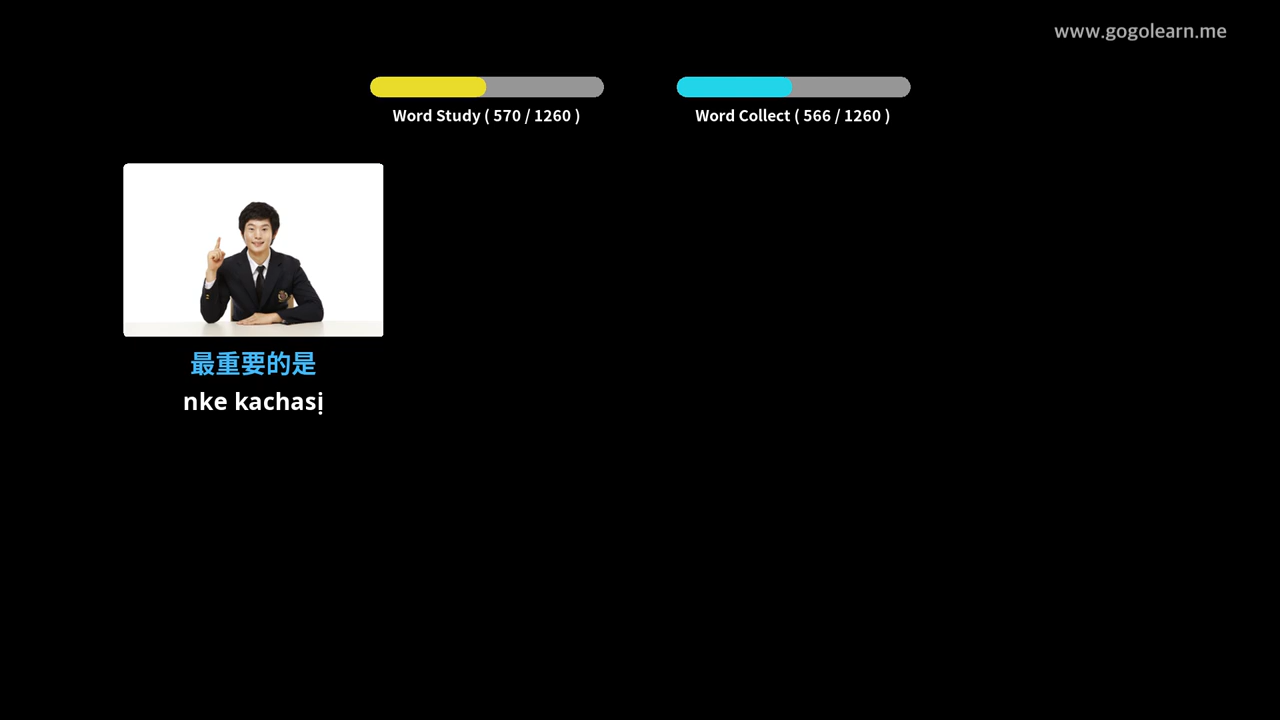 www.gogolearn.me
Word Study ( 570 / 1260 )
Word Collect ( 566 / 1260 )
最重要的是
nke kachasị